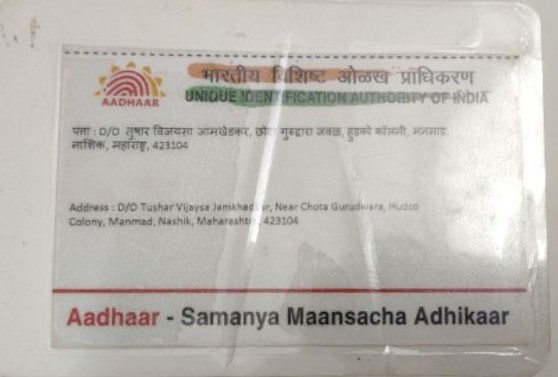 AADHAAR
भारतीय विशिष्ट ओळख प्राधिकरण
UNIQUE IDENTIFICATION AUTHORITY OF INDIA
पत्ता : D/O तुषार विजयसा जामखेडकर, छोटा गुरुद्वारा जवळ, हुडको कॉलनी, मनमाड,
नाशिक, महाराष्ट्र, 423104
Address : D/O Tushar Vijaysa Jamkhedkar, Near Chota Gurudwara, Hudco
Colony, Manmad, Nashik, Maharashtra, 423104
Aadhaar - Samanya Maansacha Adhikaar